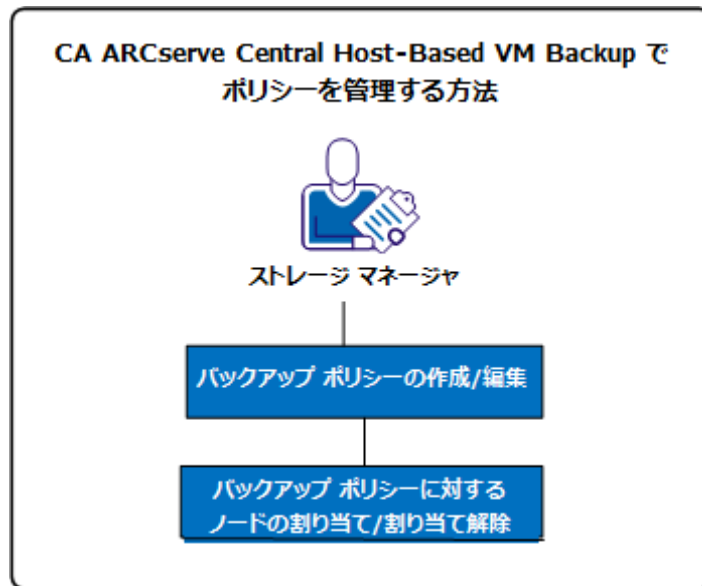 CA ARCserve Central Host-Based VM Backup で
ポリシーを管理する方法
ストレージ マネージャ
バックアップ ポリシーの作成/編集
バックアップ ポリシーに対する
ノードの割り当て/割り当て解除